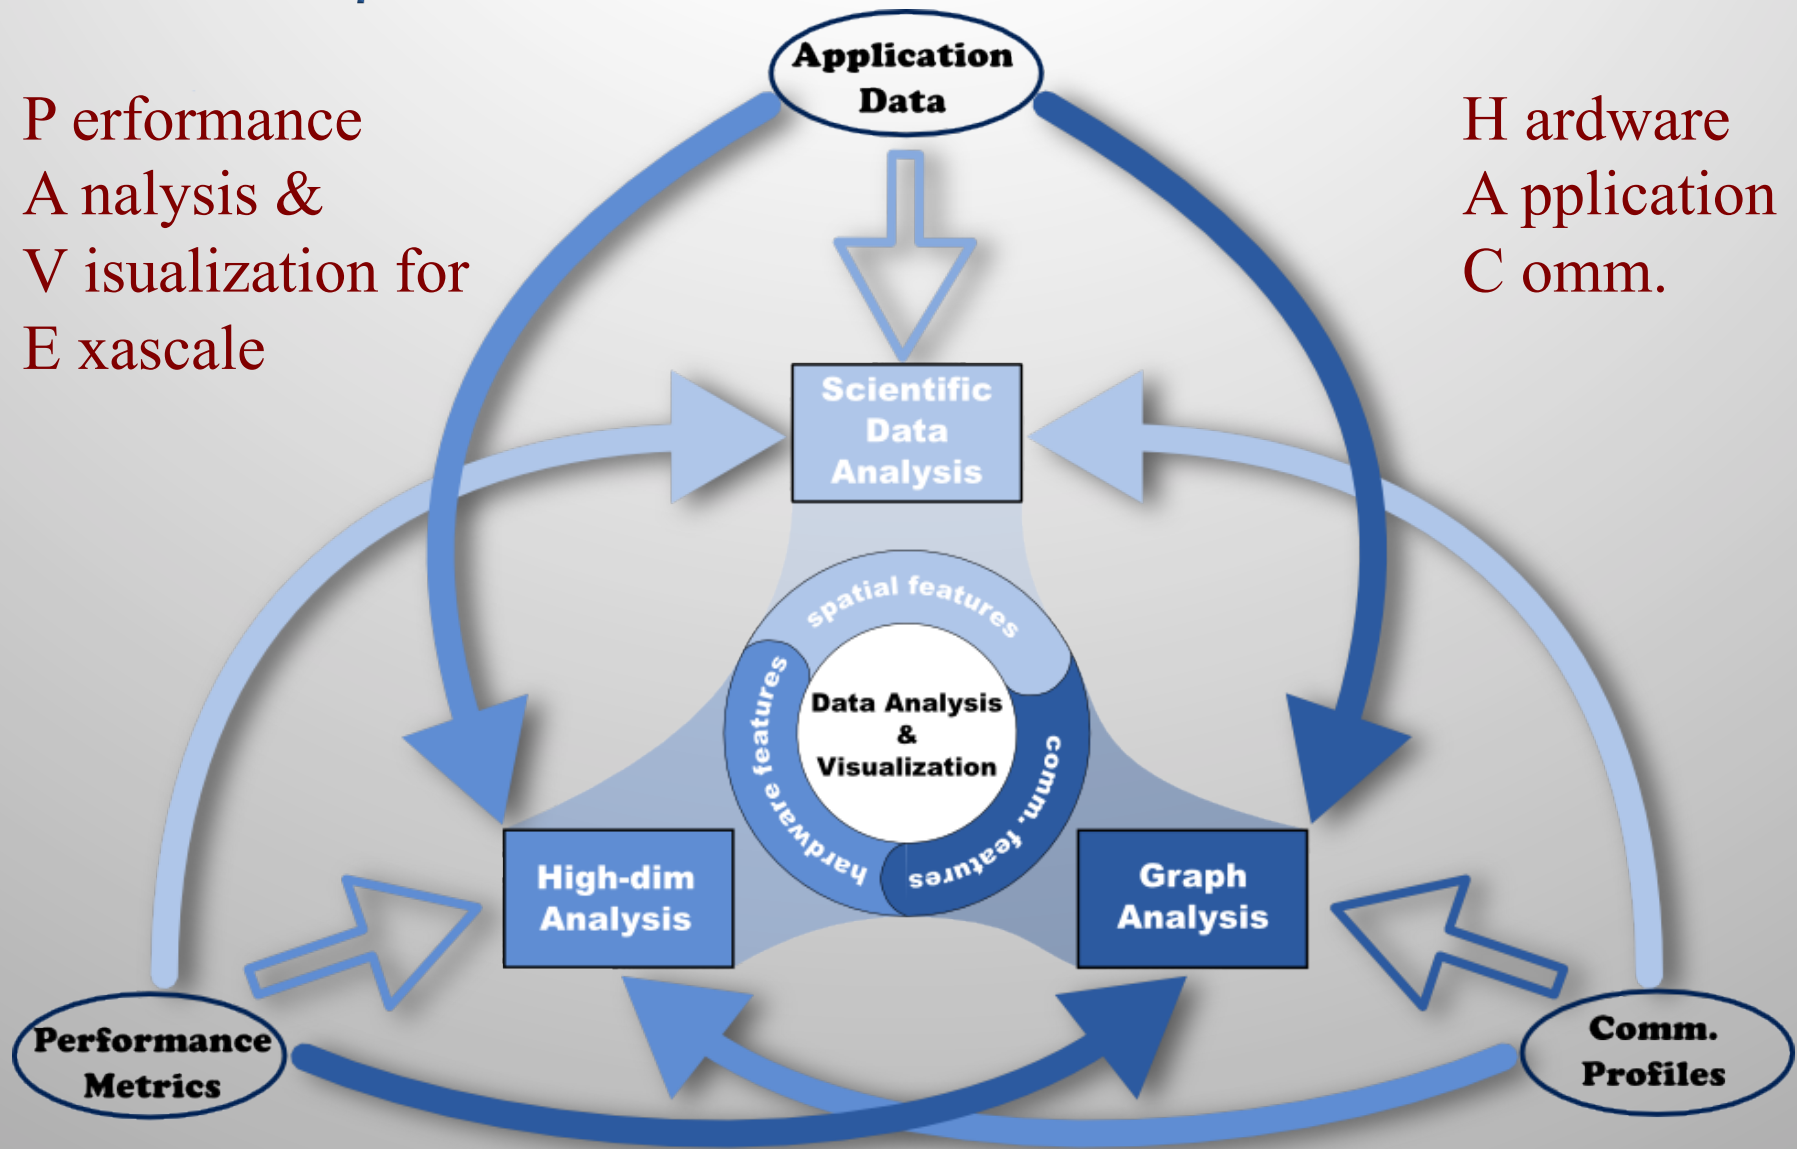 Application
Data
P erformance
A nalysis &
V isualization for
E xascale
H ardware
A pplication
C omm.
Scientific
Data
Analysis
spatial features
hardware features
comm. features
Data Analysis
&
Visualization
High-dim
Analysis
Graph
Analysis
Performance
Metrics
Comm.
Profiles